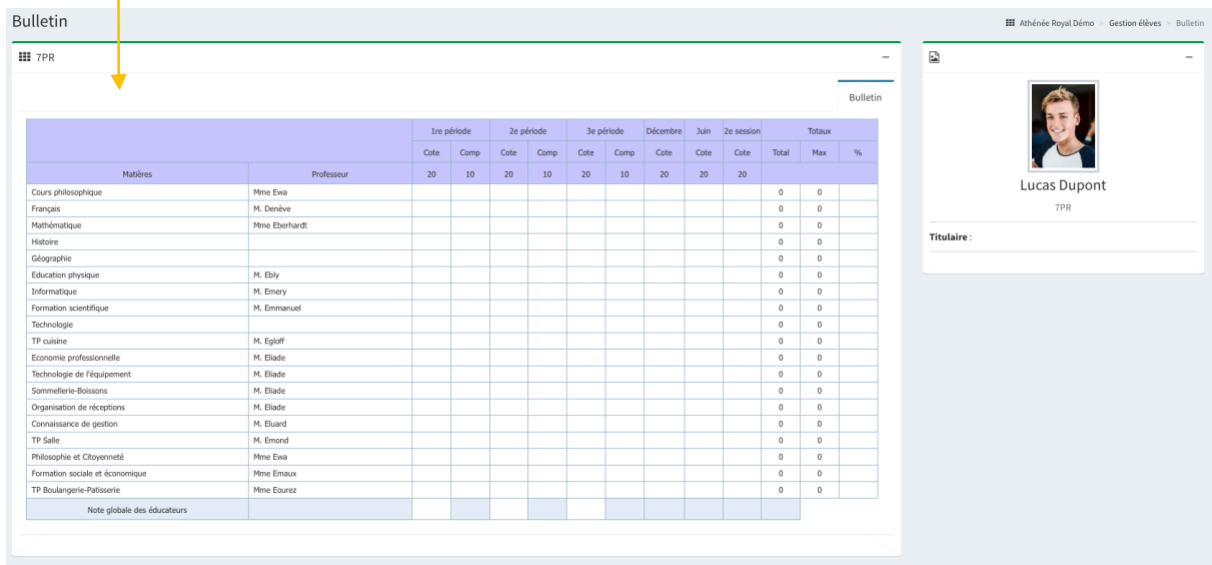 Bulletin
Athénée Royal Démo > Gestion élèves > Bulletin
7PR
Bulletin
1re période 2e période 3e période Décembre Juin 2e session Totaux
Cote Comp Cote Comp Cote Comp Cote Cote Cote Total Max %
Matières Professeur 20 10 20 10 20 10 20 20 20
Cours philosophique Mme Ewa 0 0
Français M. Denève 0 0
Mathématique Mme Eberhardt 0 0
Histoire 0 0
Géographie 0 0
Education physique M. Ebly 0 0
Informatique M. Emery 0 0
Formation scientifique M. Emmanuel 0 0
Technologie 0 0
TP cuisine M. Egloff 0 0
Economie professionnelle M. Eliade 0 0
Technologie de l'équipement M. Eliade 0 0
Sommellerie-Boissons M. Eliade 0 0
Organisation de réceptions M. Eliade 0 0
Connaissance de gestion M. Eluard 0 0
TP Salle M. Emond 0 0
Philosophie et Citoyenneté Mme Ewa 0 0
Formation sociale et économique Mme Emaux 0 0
TP Boulangerie-Patisserie Mme Eourez 0 0
Note globale des éducateurs
Lucas Dupont
7PR
Titulaire :